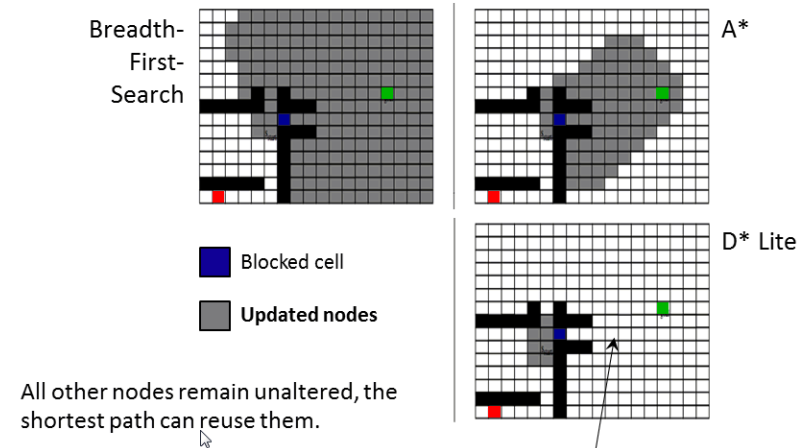 Breadth-
First-
Search
A*
D* Lite
Blocked cell
Updated nodes
All other nodes remain unaltered, the
shortest path can reuse them.